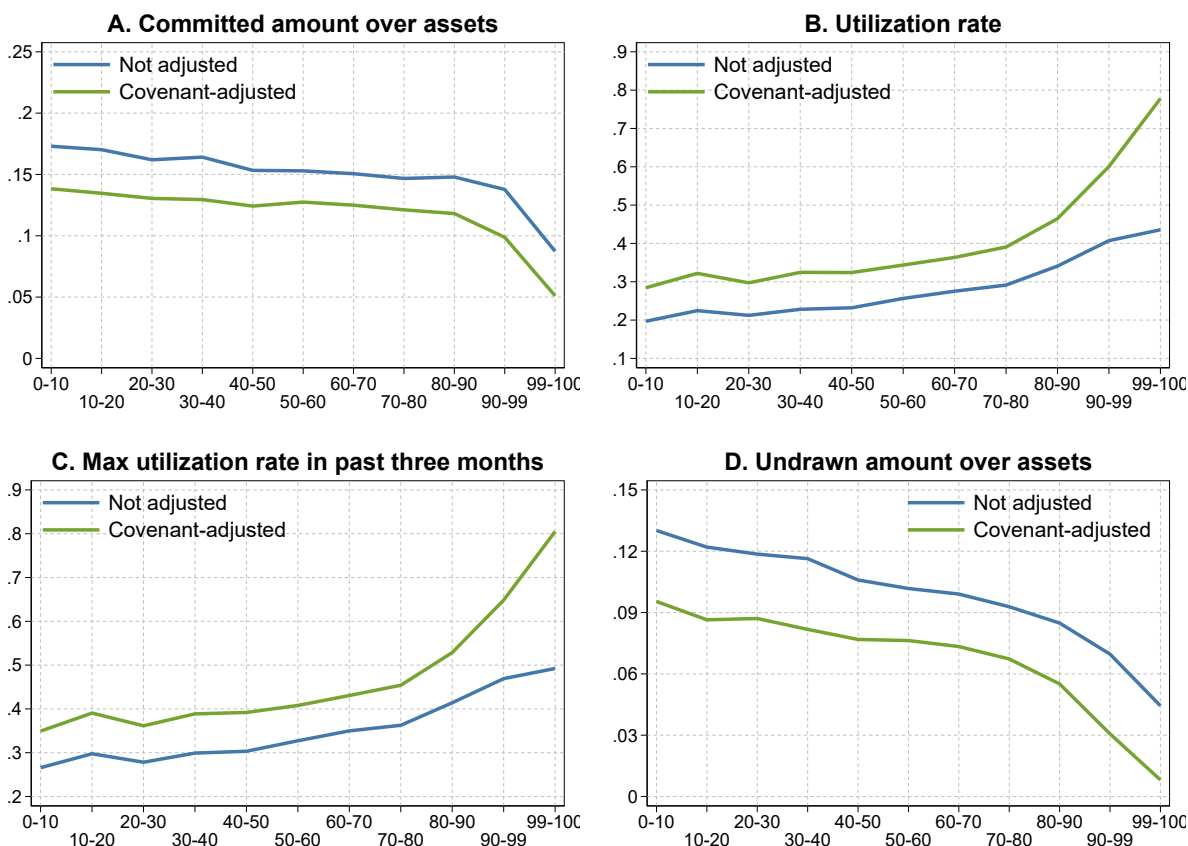 A. Committed amount over assets
.25
.2
.15
.1
.05
0
Not adjusted
Covenant-adjusted
0-10 20-30 40-50 60-70 80-90 99-100
10-20 30-40 50-60 70-80 90-99
B. Utilization rate
.9
.8
.7
.6
.5
.4
.3
.2
.1
Not adjusted
Covenant-adjusted
0-10 20-30 40-50 60-70 80-90 99-100
10-20 30-40 50-60 70-80 90-99
C. Max utilization rate in past three months
.9
.8
.7
.6
.5
.4
.3
.2
Not adjusted
Covenant-adjusted
0-10 20-30 40-50 60-70 80-90 99-100
10-20 30-40 50-60 70-80 90-99
D. Undrawn amount over assets
.15
.12
.09
.06
.03
0
Not adjusted
Covenant-adjusted
0-10 20-30 40-50 60-70 80-90 99-100
10-20 30-40 50-60 70-80 90-99